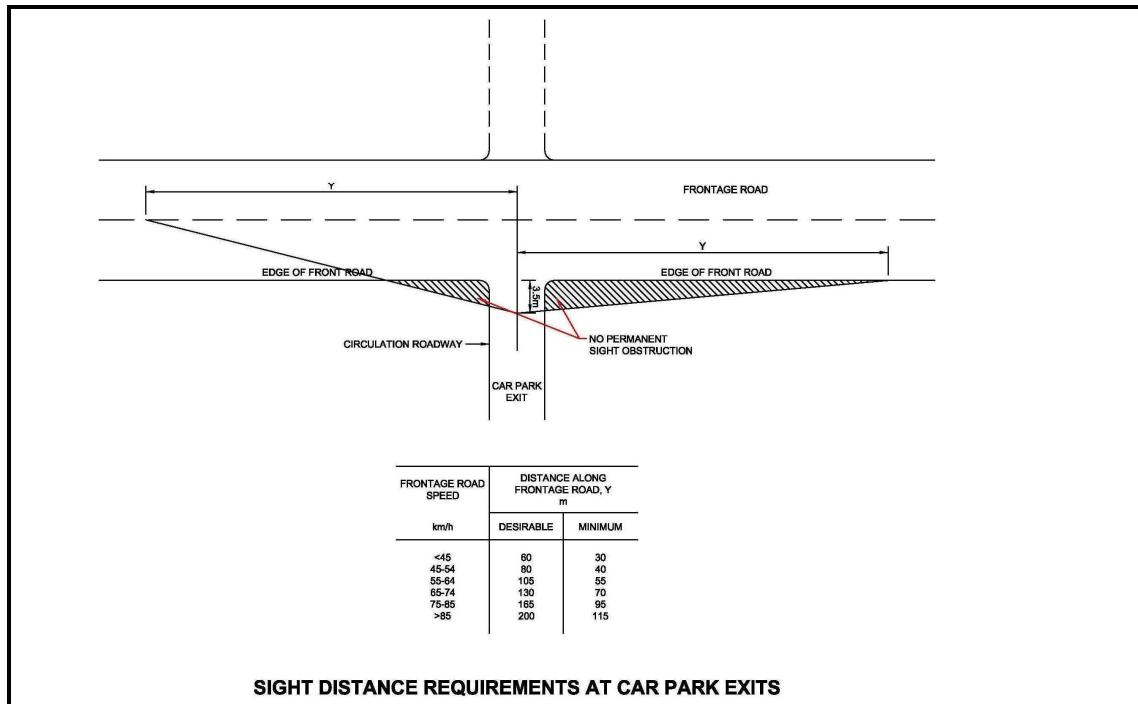 Y
FRONTAGE ROAD
Y
EDGE OF FRONT ROAD
EDGE OF FRONT ROAD
3.5m
CIRCULATION ROADWAY
NO PERMANENT
SIGHT OBSTRUCTION
CAR PARK
EXIT
FRONTAGE ROAD
SPEED
km/h
DISTANCE ALONG
FRONTAGE ROAD, Y
m
DESIRABLE MINIMUM
<45 60 30
45-54 80 40
55-64 105 55
65-74 130 70
75-85 165 95
>85 200 115
SIGHT DISTANCE REQUIREMENTS AT CAR PARK EXITS